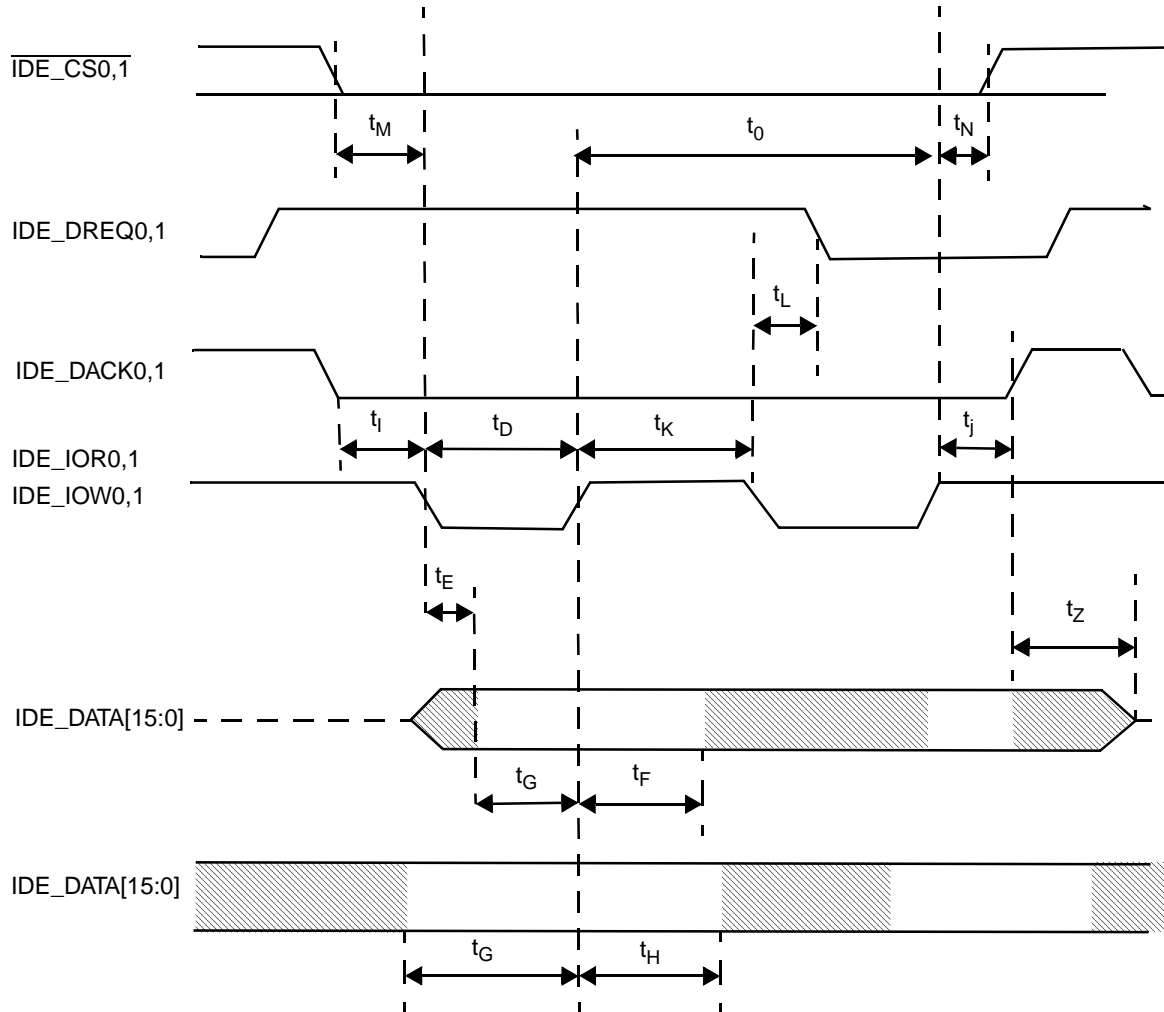 IDE_CS0,1
tM
t0
tN
IDE_DREQ0,1
tL
IDE_DACK0,1
tI
tD
tK
tj
IDE_IOR0,1
IDE_IOW0,1
tE
tZ
IDE_DATA[15:0]
tG
tF
IDE_DATA[15:0]
tG
tH